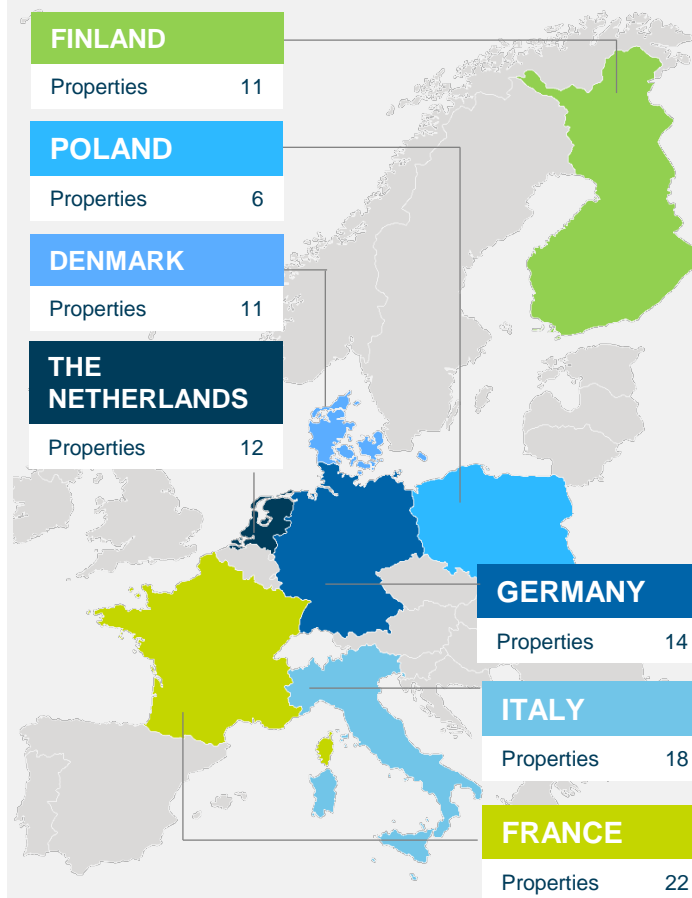 FINLAND
Properties 11
POLAND
Properties 6
DENMARK
Properties 11
THE
NETHERLANDS
Properties 12
GERMANY
Properties 14
ITALY
Properties 18
FRANCE
Properties 22